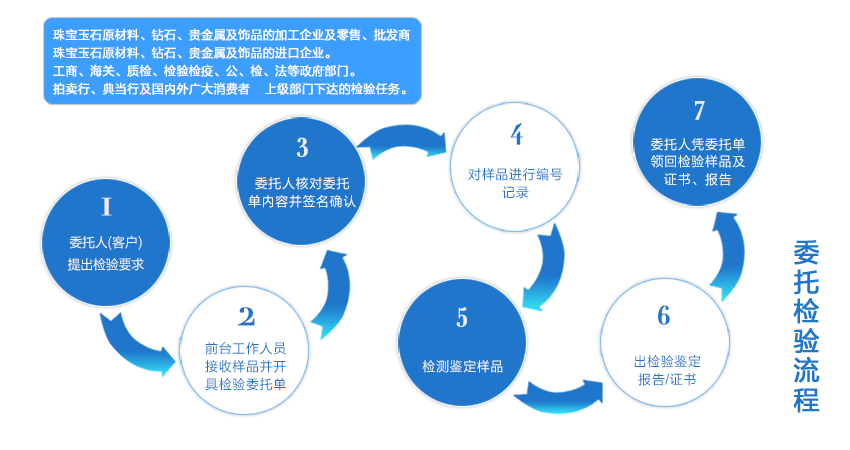 珠宝玉石原材料、钻石、贵金属及饰品的加工企业及零售、批发商
珠宝玉石原材料、钻石、贵金属及饰品的进口企业。
工商、海关、质检、检验检疫、公、检、法等政府部门。
拍卖行、典当行及国内外广大消费者 上级部门下达的检验任务。
1
委托人(客户)
提出检验要求
2
前台工作人员
接收样品并开
具检验委托单
3
委托人核对委托
单内容并签名确认
4
对样品进行编号
记录
5
检测鉴定样品
6
出检验鉴定
报告/证书
7
委托人凭委托单
领回检验样品及
证书、报告
委托检验流程